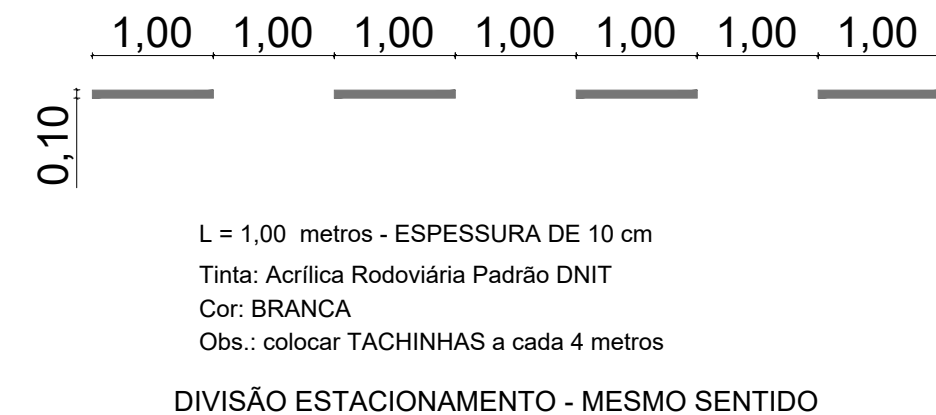 1,00 1,00 1,00 1,00 1,00 1,00 1,00
0,10
L = 1,00 metros - ESPESSURA DE 10 cm
Tinta: Acrílica Rodoviária Padrão DNIT
Cor: BRANCA
Obs.: colocar TACHINHAS a cada 4 metros
DIVISÃO ESTACIONAMENTO - MESMO SENTIDO